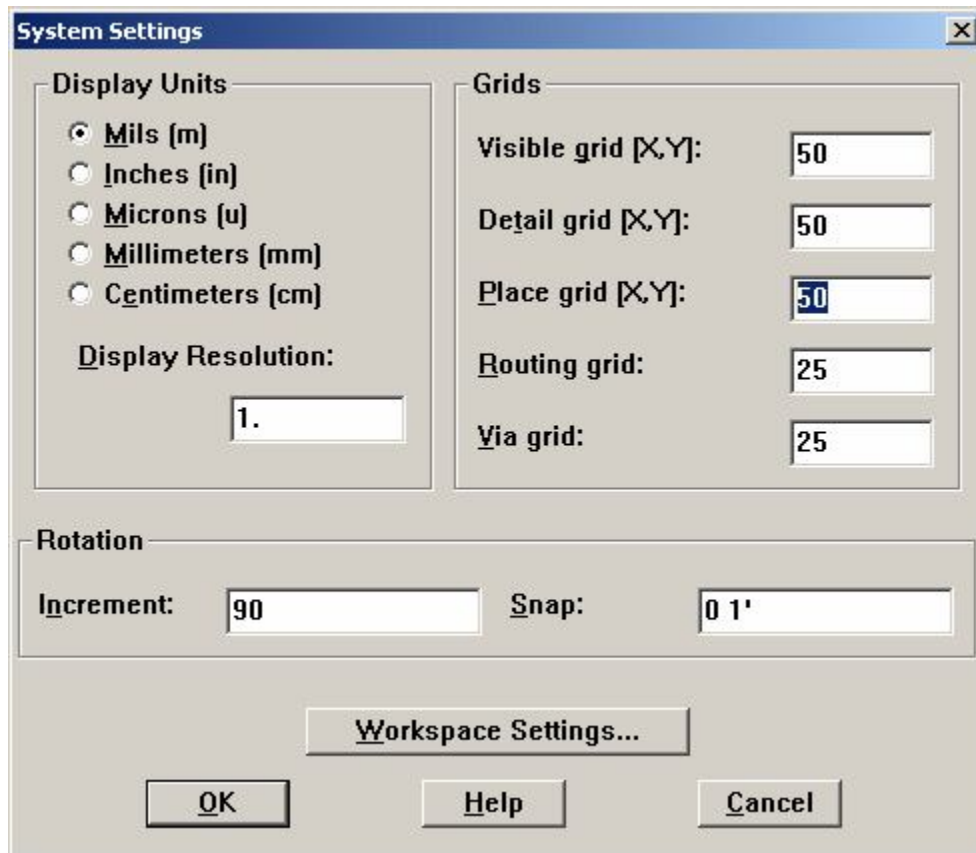 System Settings
Display Units
Mils (m)
Inches (in)
Microns (u)
Millimeters (mm)
Centimeters (cm)
Display Resolution:
1.
Grids
Visible grid [X,Y]: 50
Detail grid [X,Y]: 50
Place grid [X,Y]: 50
Routing grid: 25
Via grid: 25
Rotation
Increment: 90 Snap: 0 1'
Workspace Settings...
OK Help Cancel